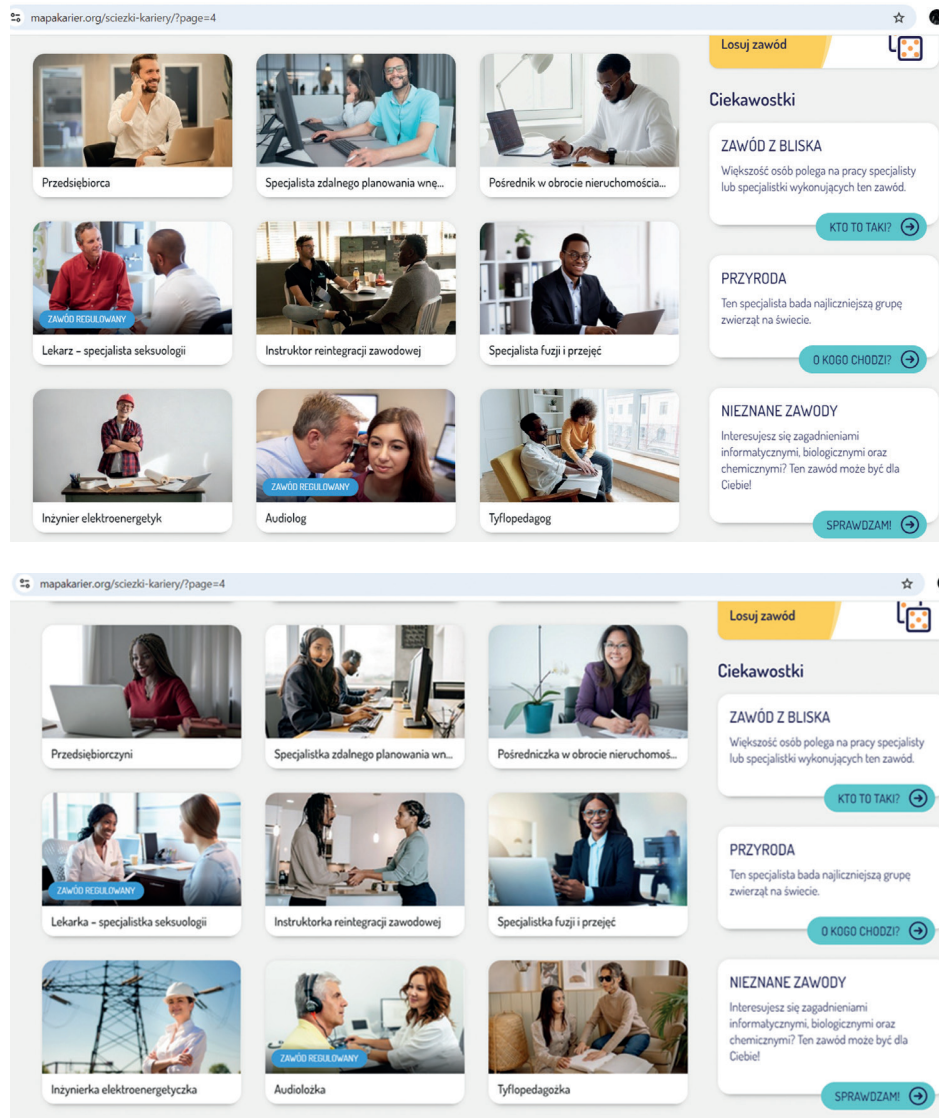 mapakarier.org/sciezki-kariery/?page=4
Losuj zawód
Przedsiębiorca
Specjalista zdalnego planowania wnę...
Pośrednik w obrocie nieruchomościa...
Ciekawostki
ZAWÓD Z BLISKA
Większość osób polega na pracy specjalisty
lub specjalistki wykonujących ten zawód.
KTO TO TAKI?
ZAWÓD REGULOWANY
Lekarz – specjalista seksuologii
Instruktor reintegracji zawodowej
Specjalista fuzji i przejęć
PRZYRODA
Ten specjalista bada najliczniejszą grupę
zwierząt na świecie.
O KOGO CHODZI?
Inżynier elektroenergetyk
ZAWÓD REGULOWANY
Audiolog
Tyflopedagog
NIEZNANE ZAWODY
Interesujesz się zagadnieniami
informatycznymi, biologicznymi oraz
chemicznymi? Ten zawód może być dla
Ciebie!
SPRAWDZAM!
mapakarier.org/sciezki-kariery/?page=4
Losuj zawód
Przedsiębiorczyni
Specjalistka zdalnego planowania wn...
Pośredniczka w obrocie nieruchomoś...
Ciekawostki
ZAWÓD Z BLISKA
Większość osób polega na pracy specjalisty
lub specjalistki wykonujących ten zawód.
KTO TO TAKI?
ZAWÓD REGULOWANY
Lekarka – specjalistka seksuologii
Instruktorka reintegracji zawodowej
Specjalistka fuzji i przejęć
PRZYRODA
Ten specjalista bada najliczniejszą grupę
zwierząt na świecie.
O KOGO CHODZI?
Inżynierka elektroenergetyczka
ZAWÓD REGULOWANY
Audiolożka
Tyflopedagożka
NIEZNANE ZAWODY
Interesujesz się zagadnieniami
informatycznymi, biologicznymi oraz
chemicznymi? Ten zawód może być dla
Ciebie!
SPRAWDZAM!